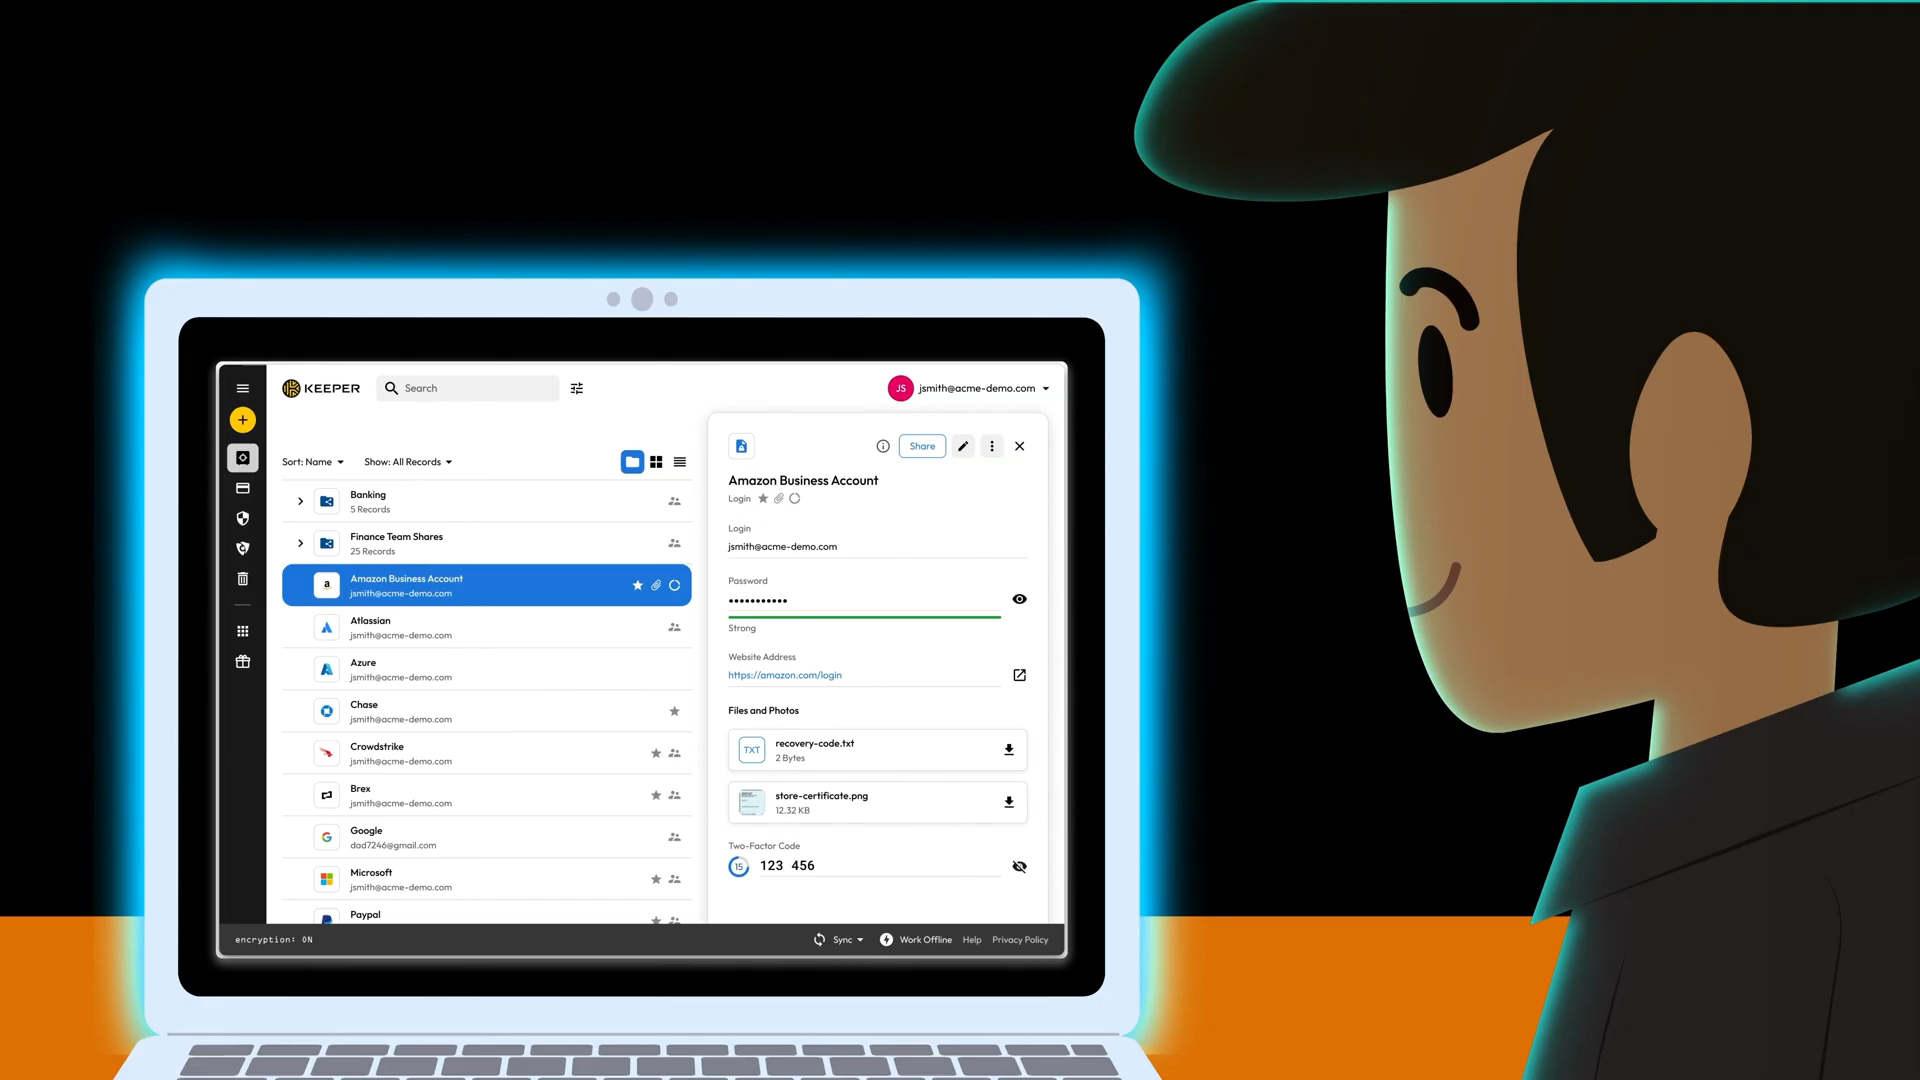 KEEPER
Search
JS
jsmith@acme-demo.com
Sort: Name
Show: All Records
Banking
5 Records
Finance Team Shares
25 Records
a
Amazon Business Account
jsmith@acme-demo.com
Atlassian
jsmith@acme-demo.com
Azure
jsmith@acme-demo.com
Chase
jsmith@acme-demo.com
Crowdstrike
jsmith@acme-demo.com
Brex
jsmith@acme-demo.com
Google
dad7246@gmail.com
Microsoft
jsmith@acme-demo.com
Paypal
Share
Amazon Business Account
Login
Login
jsmith@acme-demo.com
Password
•••••••••••
Strong
Website Address
https://amazon.com/login
Files and Photos
TXT
recovery-code.txt
2 Bytes
store-certificate.png
12.32 KB
Two-Factor Code
15
123 456
encryption: ON
Sync
Work Offline
Help
Privacy Policy